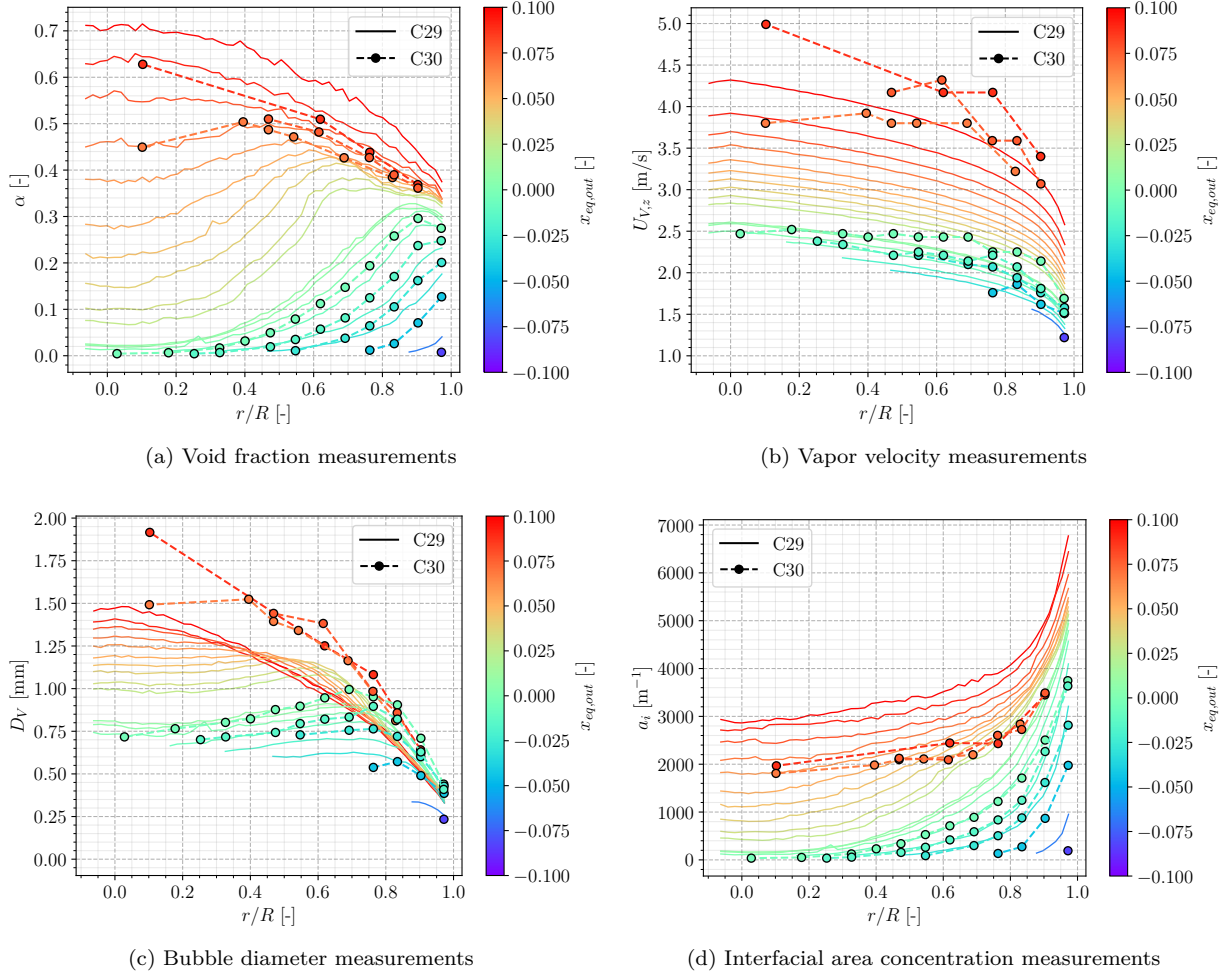 0.7
0.6
0.5
0.4
0.3
0.2
0.1
0.0
α [-]
0.0 0.2 0.4 0.6 0.8 1.0
r/R [-]
C29
C30
0.100
0.075
0.050
0.025
0.000
−0.025
−0.050
−0.075
−0.100
x_{eq,out} [-]
(a) Void fraction measurements
5.0
4.5
4.0
3.5
3.0
2.5
2.0
1.5
1.0
U_{V,z} [m/s]
0.0 0.2 0.4 0.6 0.8 1.0
r/R [-]
C29
C30
0.100
0.075
0.050
0.025
0.000
−0.025
−0.050
−0.075
−0.100
x_{eq,out} [-]
(b) Vapor velocity measurements
2.00
1.75
1.50
1.25
1.00
0.75
0.50
0.25
0.00
D_V [mm]
0.0 0.2 0.4 0.6 0.8 1.0
r/R [-]
C29
C30
0.100
0.075
0.050
0.025
0.000
−0.025
−0.050
−0.075
−0.100
x_{eq,out} [-]
(c) Bubble diameter measurements
7000
6000
5000
4000
3000
2000
1000
0
a_i [m^{−1}]
0.0 0.2 0.4 0.6 0.8 1.0
r/R [-]
C29
C30
0.100
0.075
0.050
0.025
0.000
−0.025
−0.050
−0.075
−0.100
x_{eq,out} [-]
(d) Interfacial area concentration measurements